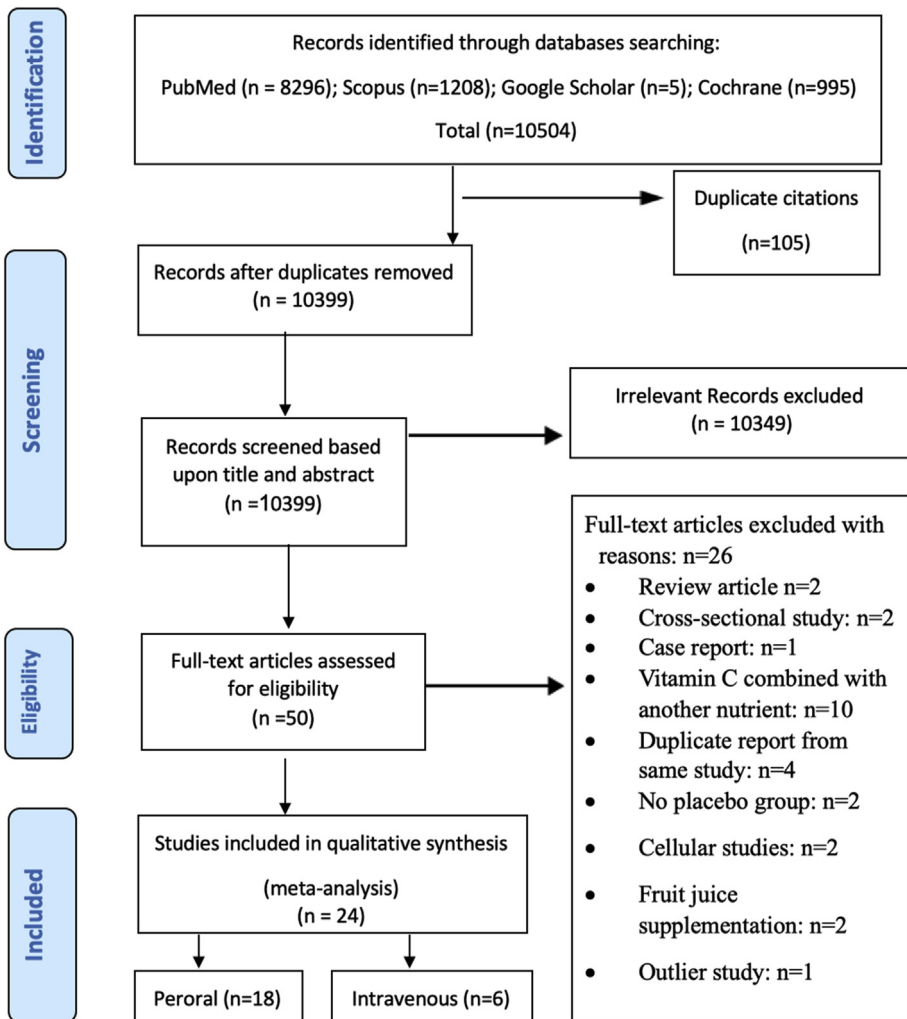 Identification
Records identified through databases searching:
PubMed (n = 8296); Scopus (n=1208); Google Scholar (n=5); Cochrane (n=995)
Total (n=10504)
Duplicate citations
(n=105)
Screening
Records after duplicates removed
(n = 10399)
Records screened based
upon title and abstract
(n =10399)
Irrelevant Records excluded
(n = 10349)
Eligibility
Full-text articles assessed
for eligibility
(n =50)
Full-text articles excluded with
reasons: n=26
• Review article n=2
• Cross-sectional study: n=2
• Case report: n=1
• Vitamin C combined with
another nutrient: n=10
• Duplicate report from
same study: n=4
• No placebo group: n=2
• Cellular studies: n=2
• Fruit juice
supplementation: n=2
• Outlier study: n=1
Included
Studies included in qualitative synthesis
(meta-analysis)
(n = 24)
Peroral (n=18)
Intravenous (n=6)